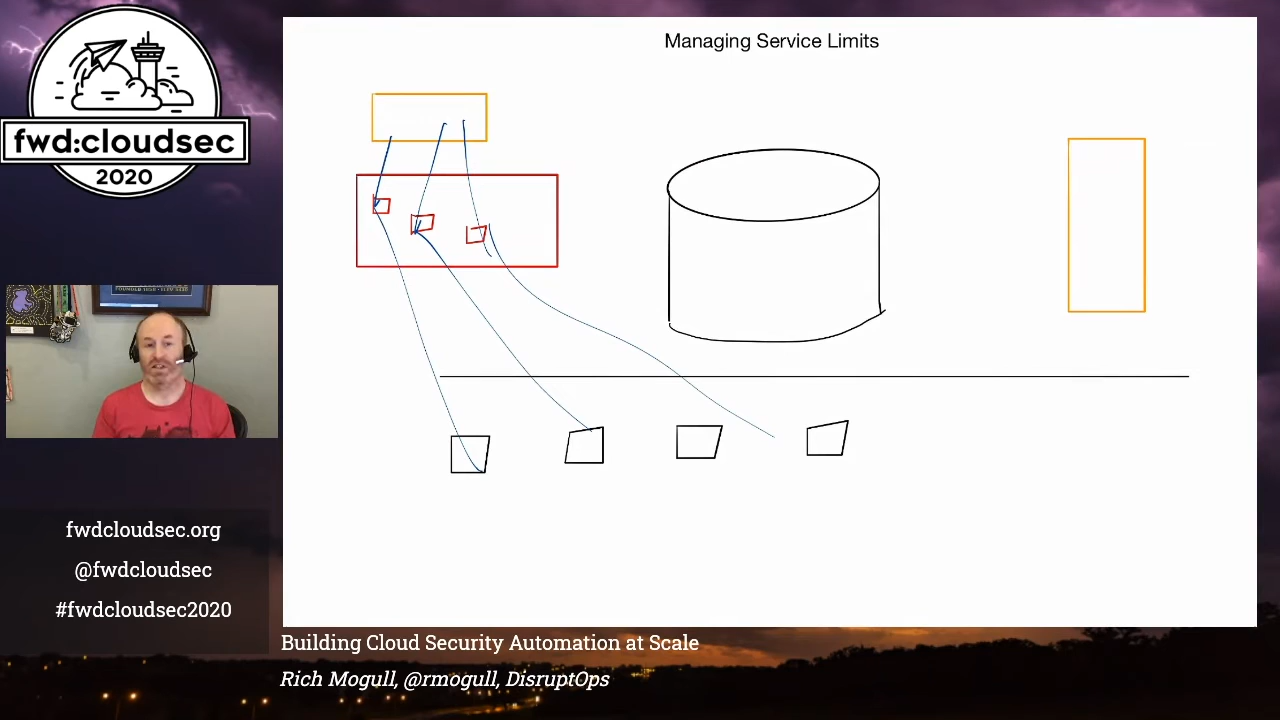 fwd:cloudsec
2020
Managing Service Limits
fwdcloudsec.org
@fwdcloudsec
#fwdcloudsec2020
Building Cloud Security Automation at Scale
Rich Mogull, @rmogull, DisruptOps